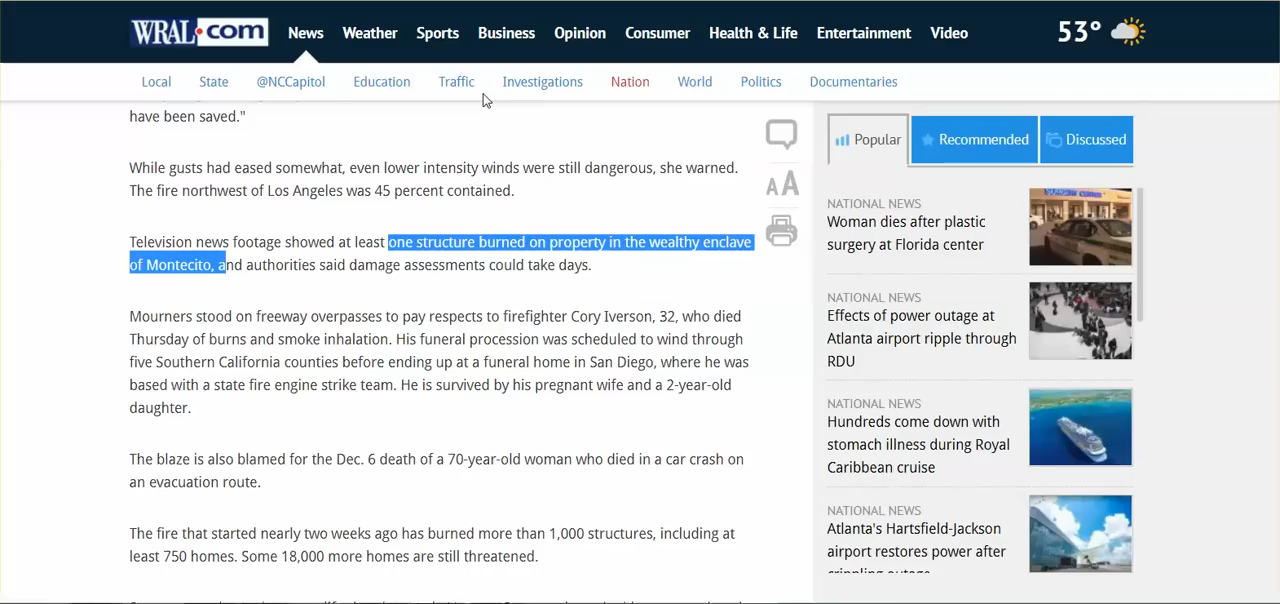 WRAL.com
News Weather Sports Business Opinion Consumer Health & Life Entertainment Video
53°
Local State @NCCapitol Education Traffic Investigations Nation World Politics Documentaries
have been saved."
While gusts had eased somewhat, even lower intensity winds were still dangerous, she warned.
The fire northwest of Los Angeles was 45 percent contained.
Television news footage showed at least one structure burned on property in the wealthy enclave
of Montecito, and authorities said damage assessments could take days.
Mourners stood on freeway overpasses to pay respects to firefighter Cory Iverson, 32, who died
Thursday of burns and smoke inhalation. His funeral procession was scheduled to wind through
five Southern California counties before ending up at a funeral home in San Diego, where he was
based with a state fire engine strike team. He is survived by his pregnant wife and a 2-year-old
daughter.
The blaze is also blamed for the Dec. 6 death of a 70-year-old woman who died in a car crash on
an evacuation route.
The fire that started nearly two weeks ago has burned more than 1,000 structures, including at
least 750 homes. Some 18,000 more homes are still threatened.
AA
Popular Recommended Discussed
NATIONAL NEWS
Woman dies after plastic
surgery at Florida center
NATIONAL NEWS
Effects of power outage at
Atlanta airport ripple through
RDU
NATIONAL NEWS
Hundreds come down with
stomach illness during Royal
Caribbean cruise
NATIONAL NEWS
Atlanta's Hartsfield-Jackson
airport restores power after
crippling outage